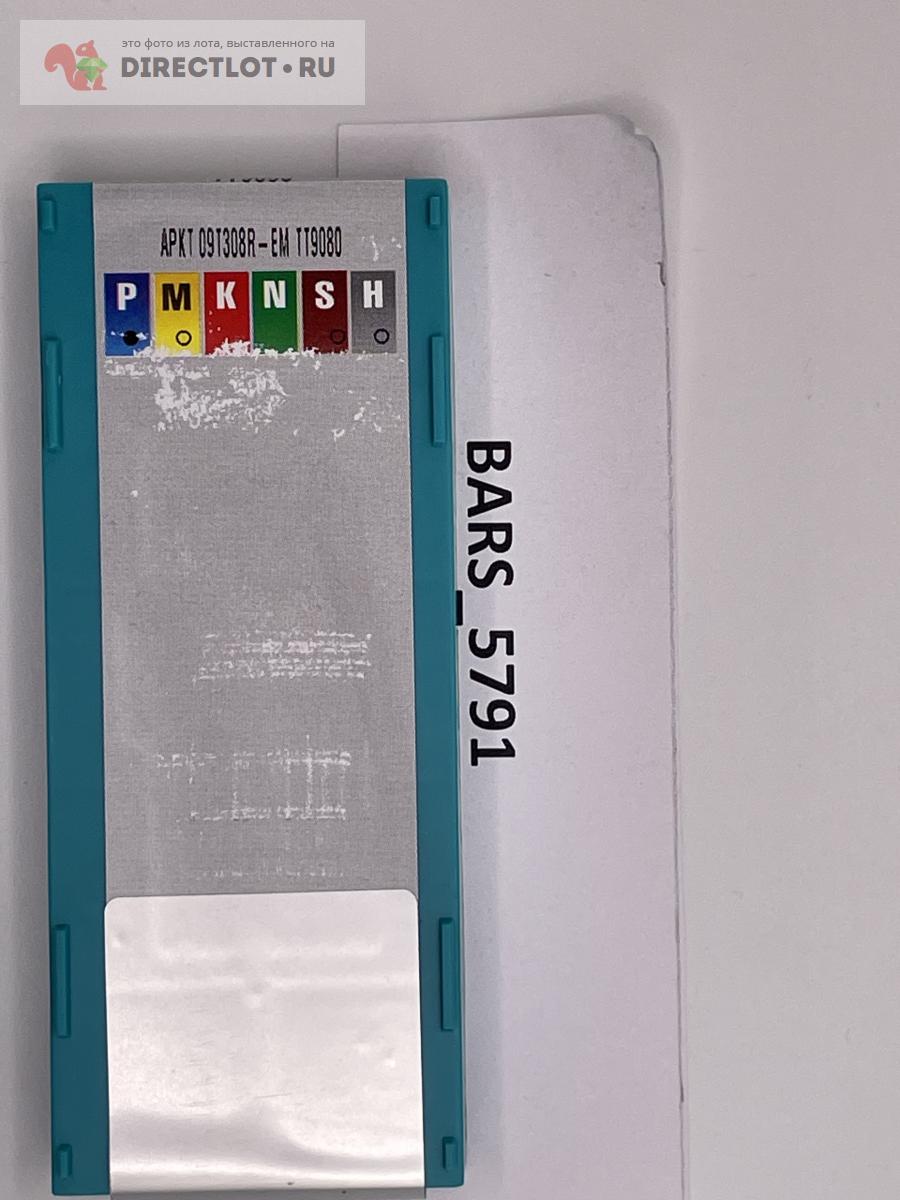 это фото из лота, выставленного на
DIRECTLOT•RU
APKT 09T308R-EM TT9080
P M K N S H
BARS_5791